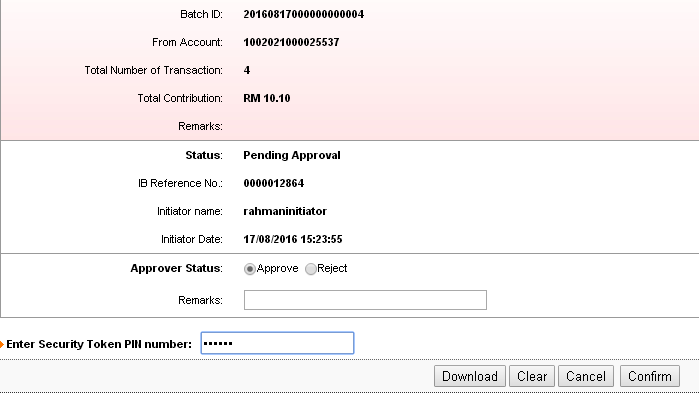 Batch ID: 20160817000000000004
From Account: 1002021000025537
Total Number of Transaction: 4
Total Contribution: RM 10.10
Remarks:
Status: Pending Approval
IB Reference No.: 0000012864
Initiator name: rahmaninitiator
Initiator Date: 17/08/2016 15:23:55
Approver Status: Approve Reject
Remarks:
Enter Security Token PIN number: ••••••
Download Clear Cancel Confirm